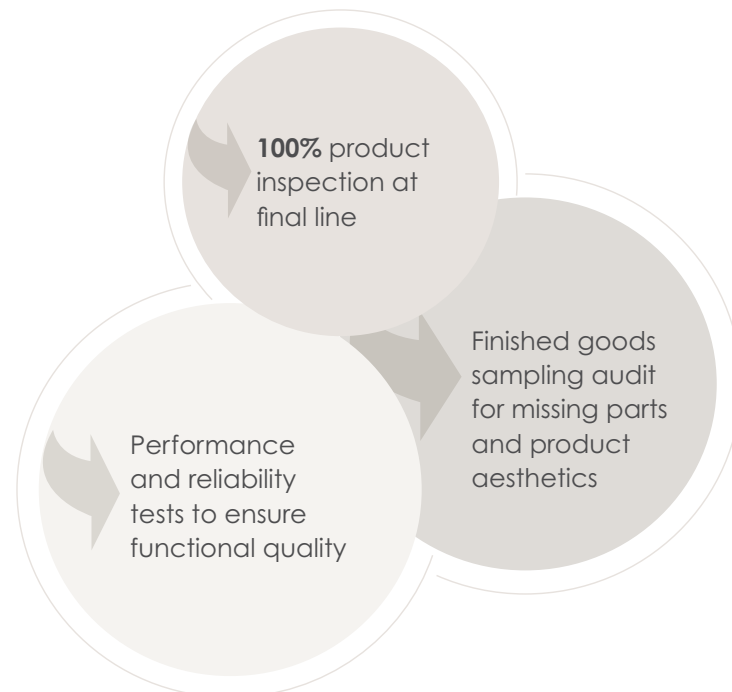 100% product
inspection at
final line
Finished goods
sampling audit
for missing parts
and product
aesthetics
Performance
and reliability
tests to ensure
functional quality